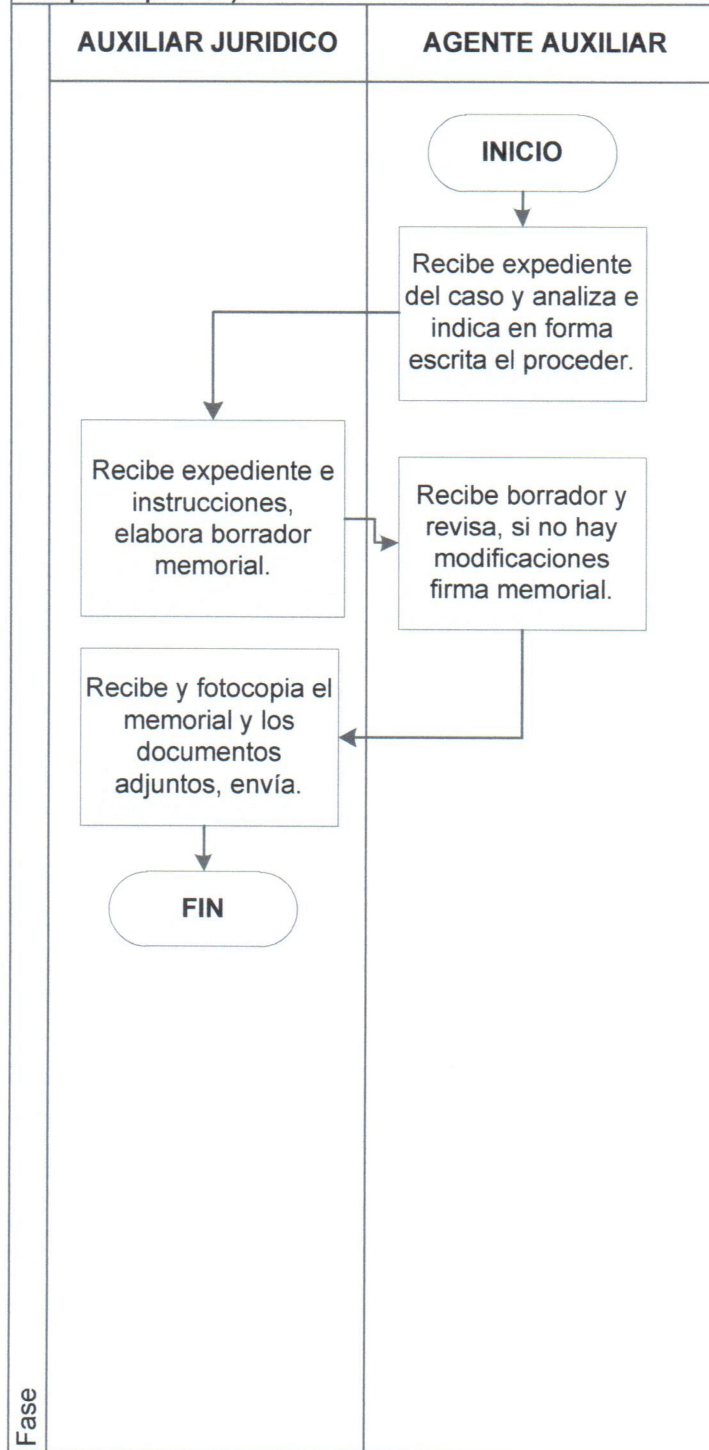 AUXILIAR JURIDICO
AGENTE AUXILIAR
INICIO
Recibe expediente
del caso y analiza e
indica en forma
escrita el proceder.
Recibe expediente e
instrucciones,
elabora borrador
memorial.
Recibe borrador y
revisa, si no hay
modificaciones
firma memorial.
Recibe y fotocopia el
memorial y los
documentos
adjuntos, envía.
FIN
Fase